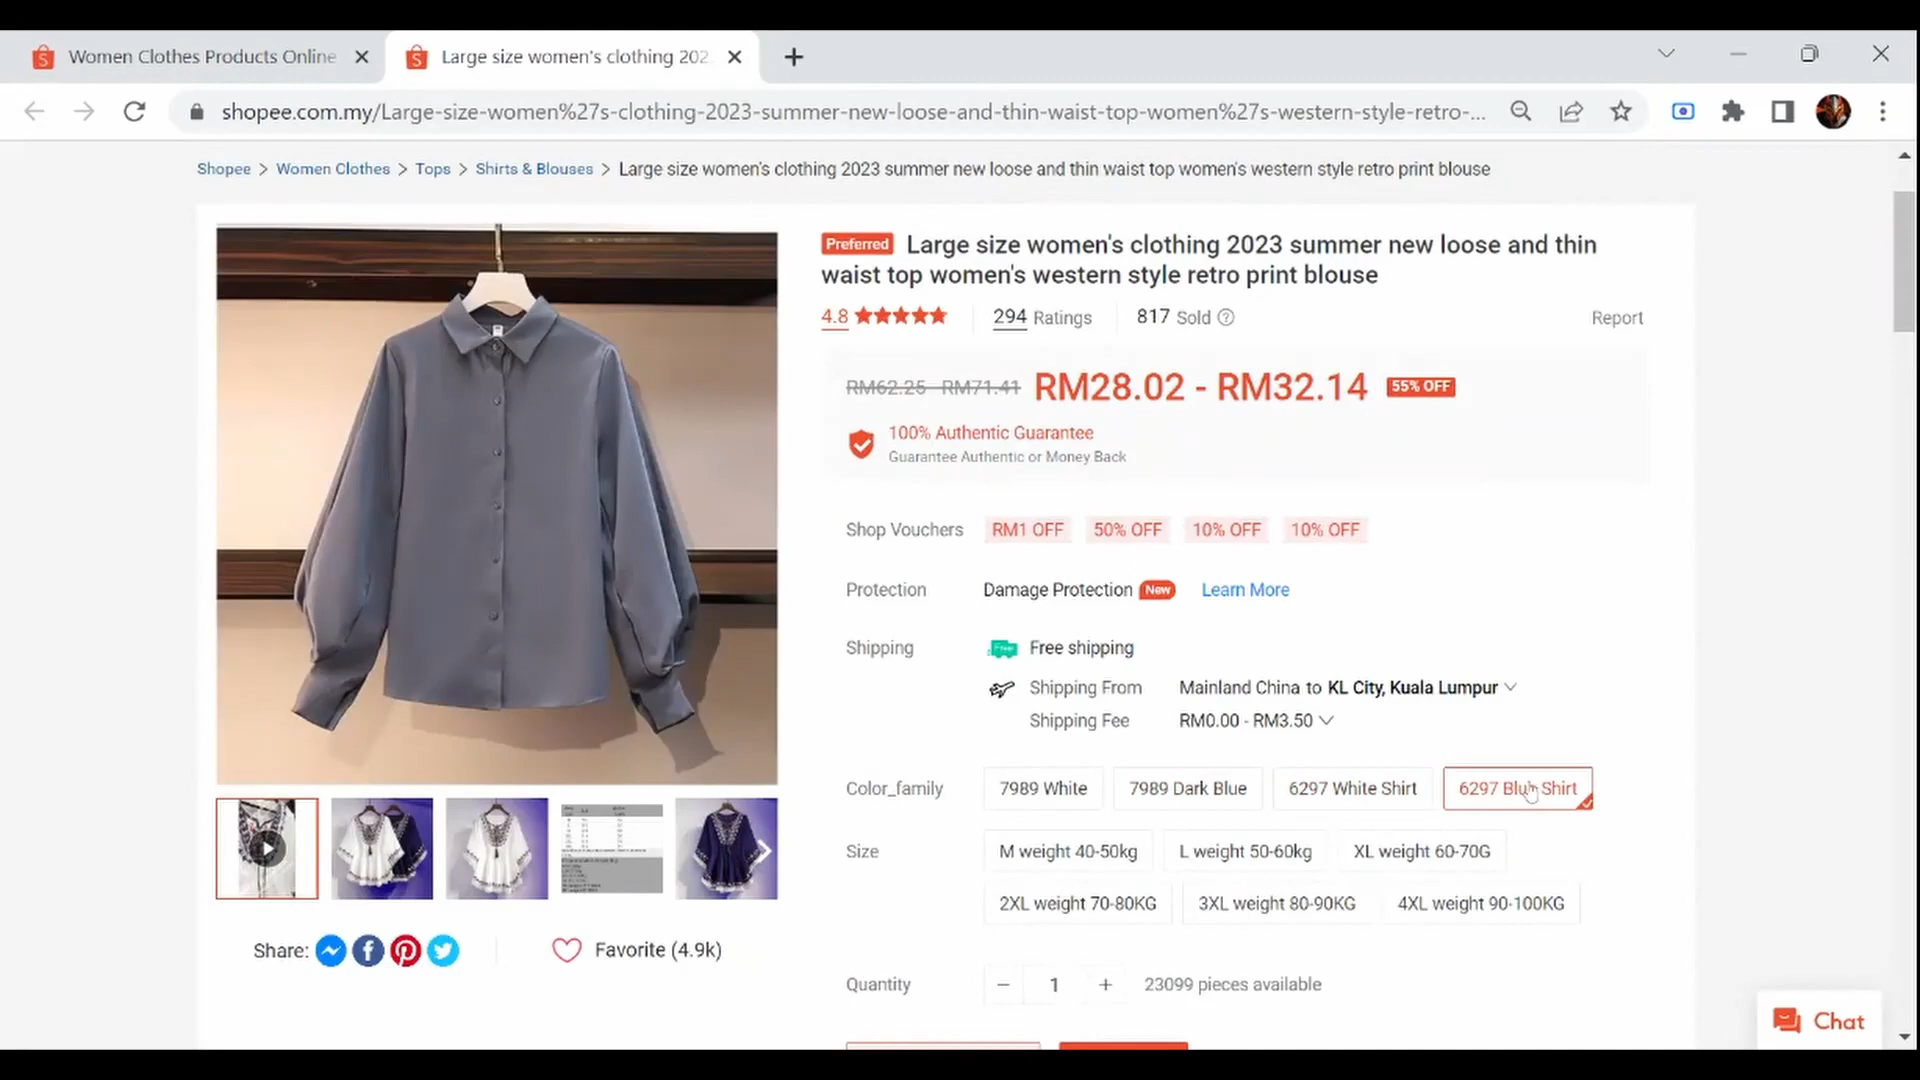 Women Clothes Products Online
Large size women's clothing 202
shopee.com.my/Large-size-women%27s-clothing-2023-summer-new-loose-and-thin-waist-top-women%27s-western-style-retro-...
Shopee > Women Clothes > Tops > Shirts & Blouses > Large size women's clothing 2023 summer new loose and thin waist top women's western style retro print blouse
Preferred Large size women's clothing 2023 summer new loose and thin
waist top women's western style retro print blouse
4.8 294 Ratings 817 Sold ? Report
RM62.25 - RM71.41 RM28.02 - RM32.14 55% OFF
100% Authentic Guarantee
Guarantee Authentic or Money Back
Shop Vouchers RM1 OFF 50% OFF 10% OFF 10% OFF
Protection Damage Protection New Learn More
Shipping Free shipping
Shipping From Mainland China to KL City, Kuala Lumpur
Shipping Fee RM0.00 - RM3.50
Color_family 7989 White 7989 Dark Blue 6297 White Shirt 6297 Blue Shirt
Size M weight 40-50kg L weight 50-60kg XL weight 60-70G
2XL weight 70-80KG 3XL weight 80-90KG 4XL weight 90-100KG
Share: Favorite (4.9k)
Quantity - 1 + 23099 pieces available
Chat